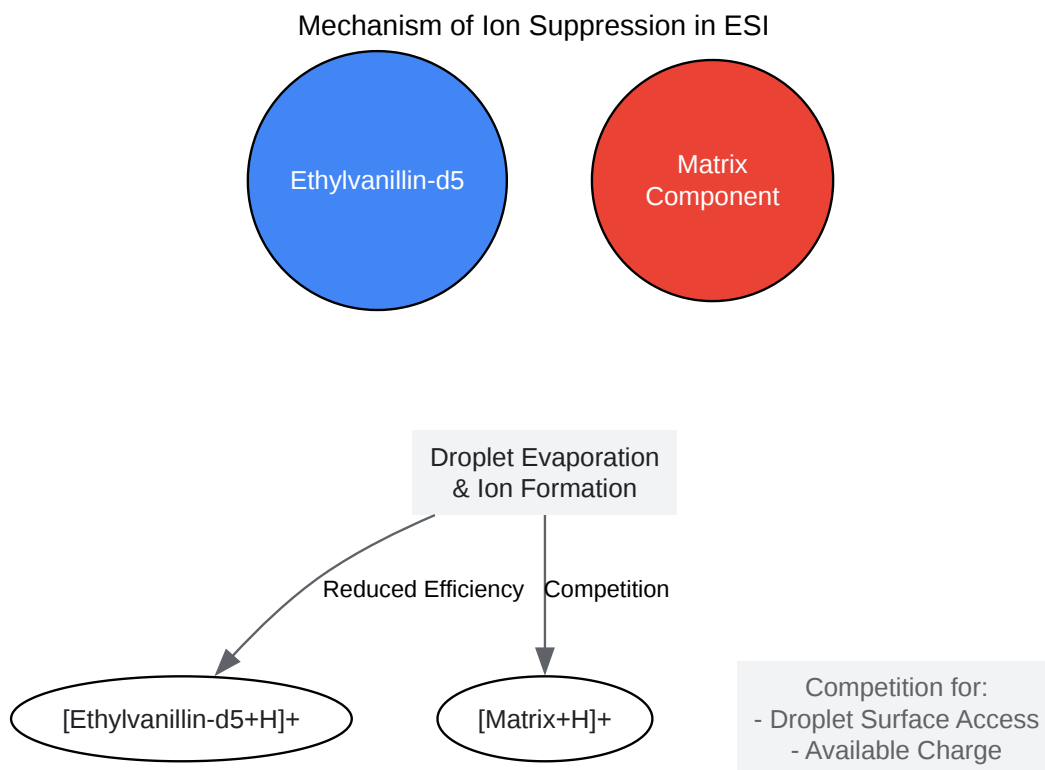 Mechanism of Ion Suppression in ESI
Ethylvanillin-d5
Matrix
Component
Droplet Evaporation
& Ion Formation
Reduced Efficiency
Competition
[Ethylvanillin-d5+H]+
[Matrix+H]+
Competition for:
- Droplet Surface Access
- Available Charge